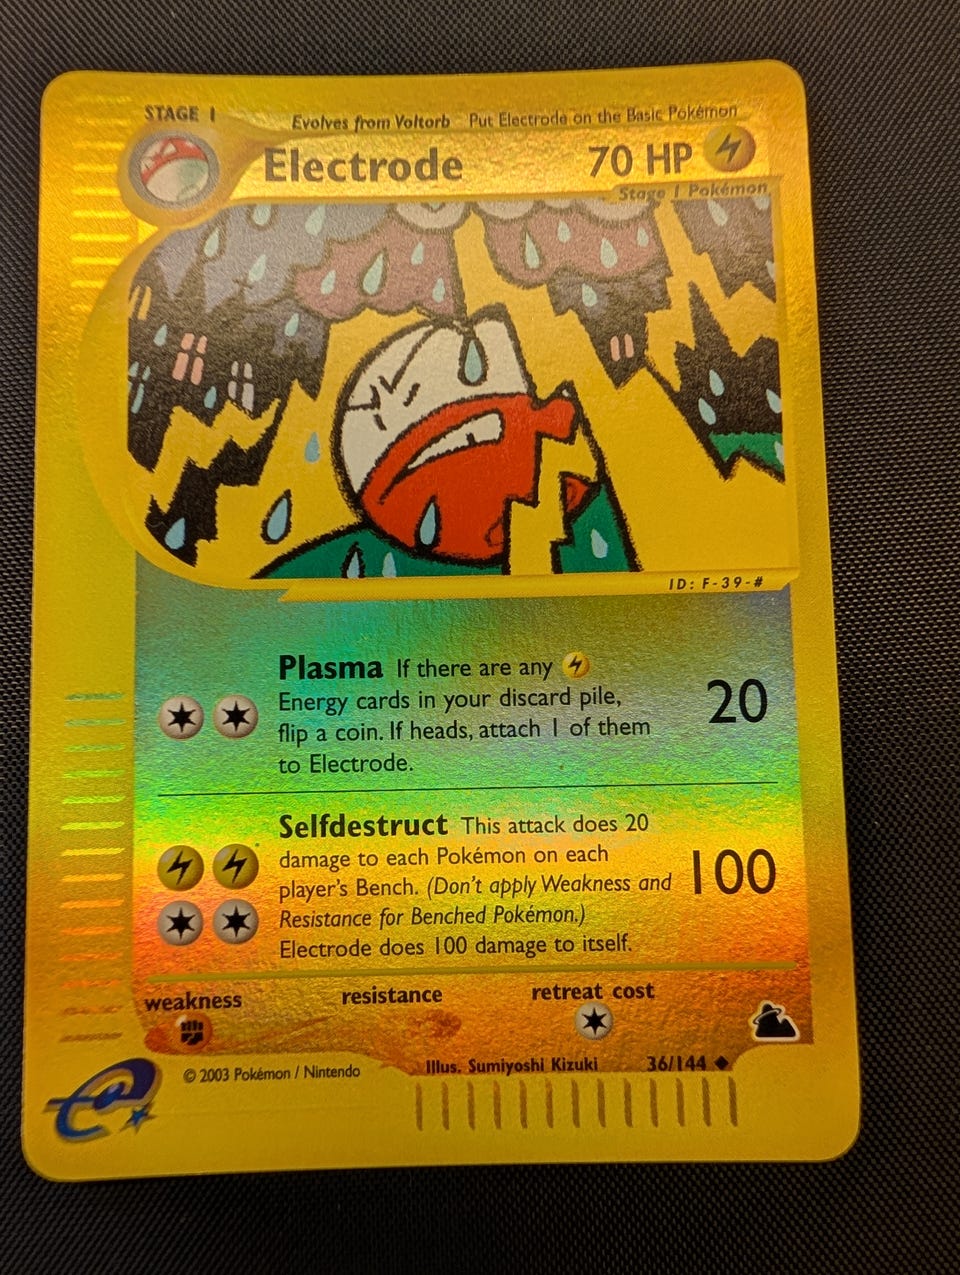 STAGE 1
Evolves from Voltorb Put Electrode on the Basic Pokémon
Electrode 70 HP
Stage 1 Pokémon
ID: F-39-#
Plasma If there are any
Energy cards in your discard pile,
flip a coin. If heads, attach 1 of them
to Electrode.
20
Selfdestruct This attack does 20
damage to each Pokémon on each
player's Bench. (Don't apply Weakness and
Resistance for Benched Pokémon.)
Electrode does 100 damage to itself.
100
weakness resistance retreat cost
Illus. Sumiyoshi Kizuki 36/144
© 2003 Pokémon / Nintendo
e